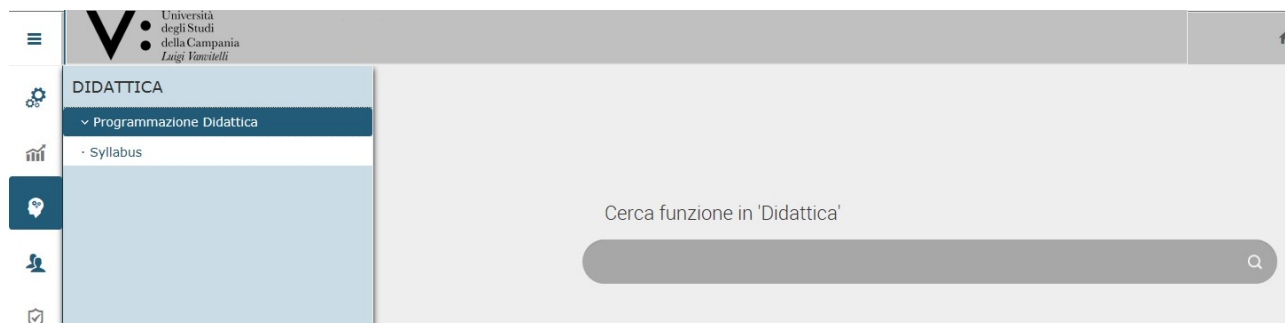 Università
degli Studi
della Campania
Luigi Vanvitelli
DIDATTICA
Programmazione Didattica
· Syllabus
Cerca funzione in 'Didattica'